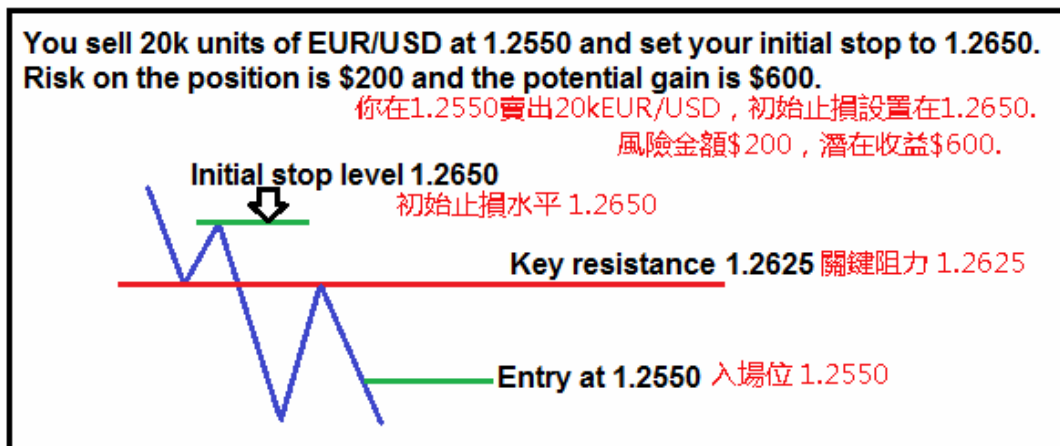 You sell 20k units of EUR/USD at 1.2550 and set your initial stop to 1.2650.
Risk on the position is $200 and the potential gain is $600.
你在1.2550賣出20kEUR/USD，初始止損設置在1.2650.
風險金額$200，潛在收益$600.
Initial stop level 1.2650
初始止損水平 1.2650
Key resistance 1.2625 關鍵阻力 1.2625
Entry at 1.2550 入場位 1.2550